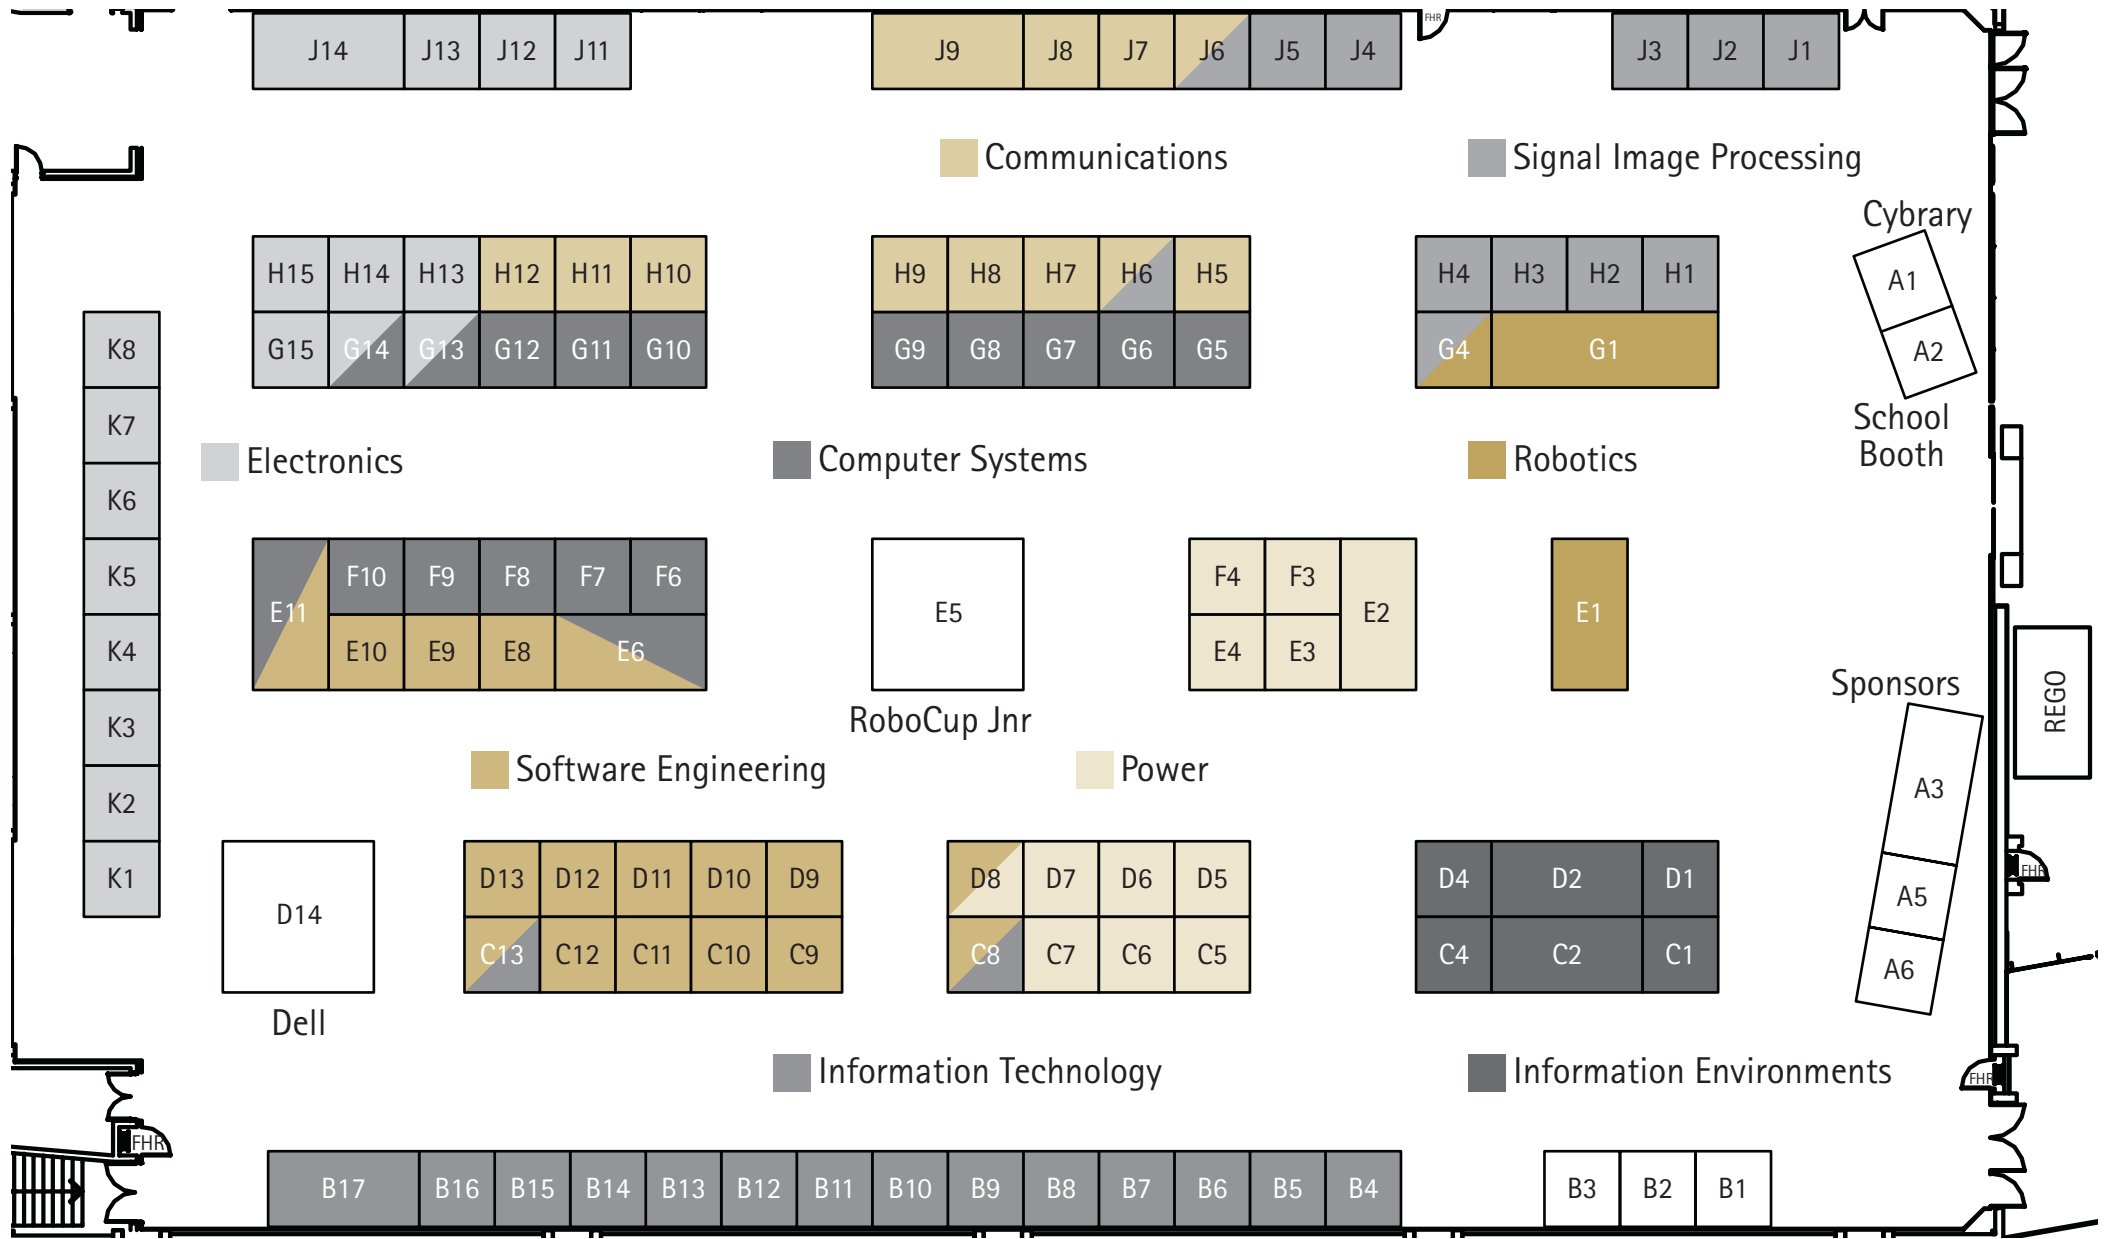 J14 J13 J12 J11 J9 J8 J7 J6 J5 J4 FHR J3 J2 J1
Communications Signal Image Processing
Cybrary
H15 H14 H13 H12 H11 H10 H9 H8 H7 H6 H5 H4 H3 H2 H1 A1
K8 G15 G14 G13 G12 G11 G10 G9 G8 G7 G6 G5 G4 G1 A2
K7 School
Electronics Computer Systems Robotics Booth
K6
K5 F10 F9 F8 F7 F6 F4 F3
E11 E5 E2 E1
K4 E10 E9 E8 E6 E4 E3
Sponsors
K3 RoboCup Jnr REGO
Software Engineering Power
K2 A3
K1 D13 D12 D11 D10 D9 D8 D7 D6 D5 D4 D2 D1 FHR
D14 A5
C13 C12 C11 C10 C9 C8 C7 C6 C5 C4 C2 C1 A6
Dell
Information Technology Information Environments FHR
FHR
B17 B16 B15 B14 B13 B12 B11 B10 B9 B8 B7 B6 B5 B4 B3 B2 B1